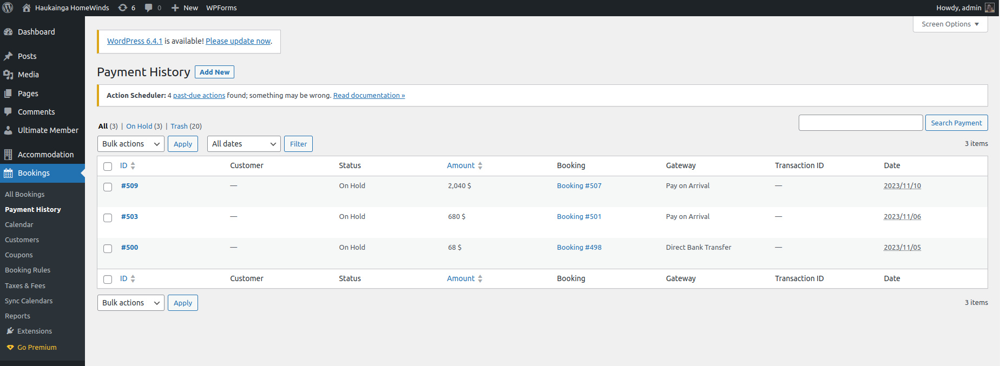 Haukainga HomeWinds 6 0 New WPForms Howdy, admin
Screen Options
Dashboard
Posts
Media
Pages
Comments
Ultimate Member
Accommodation
Bookings
All Bookings
Payment History
Calendar
Customers
Coupons
Booking Rules
Taxes & Fees
Sync Calendars
Reports
Extensions
Go Premium
WordPress 6.4.1 is available! Please update now.
Payment History Add New
Action Scheduler: 4 past-due actions found; something may be wrong. Read documentation »
All (3) | On Hold (3) | Trash (20)
Search Payment
Bulk actions Apply All dates Filter 3 items
ID Customer Status Amount Booking Gateway Transaction ID Date
#509 — On Hold 2,040 $ Booking #507 Pay on Arrival — 2023/11/10
#503 — On Hold 680 $ Booking #501 Pay on Arrival — 2023/11/06
#500 — On Hold 68 $ Booking #498 Direct Bank Transfer — 2023/11/05
ID Customer Status Amount Booking Gateway Transaction ID Date
Bulk actions Apply 3 items